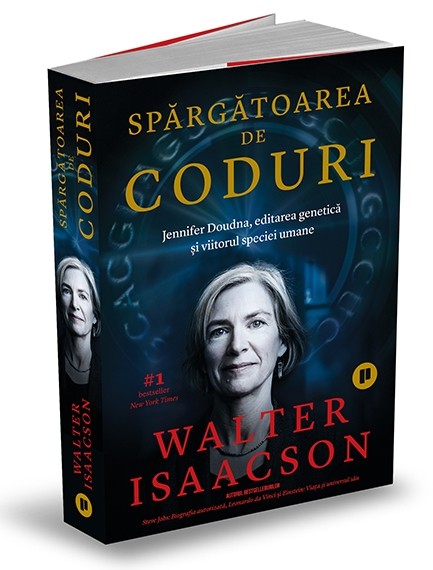 SPĂRGĂTOAREA
DE
CODURI
Jennifer Doudna, editarea genetică
și viitorul speciei umane
#1
bestseller
New York Times
WALTER
ISAACSON
AUTORUL BESTSELLERURILOR
Steve Jobs: Biografia autorizată, Leonardo da Vinci și Einstein: Viața și universul său
SPĂRGĂTOAREA
DE
CODURI
WALTER
ISAACSON